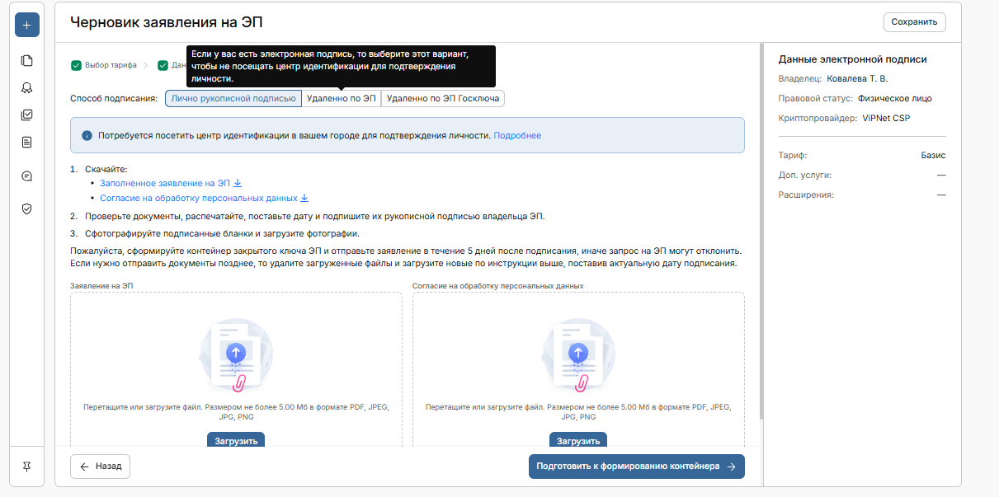 Черновик заявления на ЭП
Сохранить
Выбор тарифа
Дан
Если у вас есть электронная подпись, то выберите этот вариант,
чтобы не посещать центр идентификации для подтверждения
личности.
Способ подписания:
Лично рукописной подписью
Удаленно по ЭП
Удаленно по ЭП Госключа
Потребуется посетить центр идентификации в вашем городе для подтверждения личности. Подробнее
1. Скачайте:
• Заполненное заявление на ЭП
• Согласие на обработку персональных данных
2. Проверьте документы, распечатайте, поставьте дату и подпишите их рукописной подписью владельца ЭП.
3. Сфотографируйте подписанные бланки и загрузите фотографии.
Пожалуйста, сформируйте контейнер закрытого ключа ЭП и отправьте заявление в течение 5 дней после подписания, иначе запрос на ЭП могут отклонить.
Если нужно отправить документы позднее, то удалите загруженные файлы и загрузите новые по инструкции выше, поставив актуальную дату подписания.
Заявление на ЭП
Перетащите или загрузите файл. Размером не более 5.00 Мб в формате PDF, JPEG,
JPG, PNG
Загрузить
Согласие на обработку персональных данных
Перетащите или загрузите файл. Размером не более 5.00 Мб в формате PDF, JPEG,
JPG, PNG
Загрузить
Назад
Подготовить к формированию контейнера
Данные электронной подписи
Владелец: Ковалева Т. В.
Правовой статус: Физическое лицо
Криптопровайдер: ViPNet CSP
Тариф: Базис
Доп. услуги: —
Расширения: —